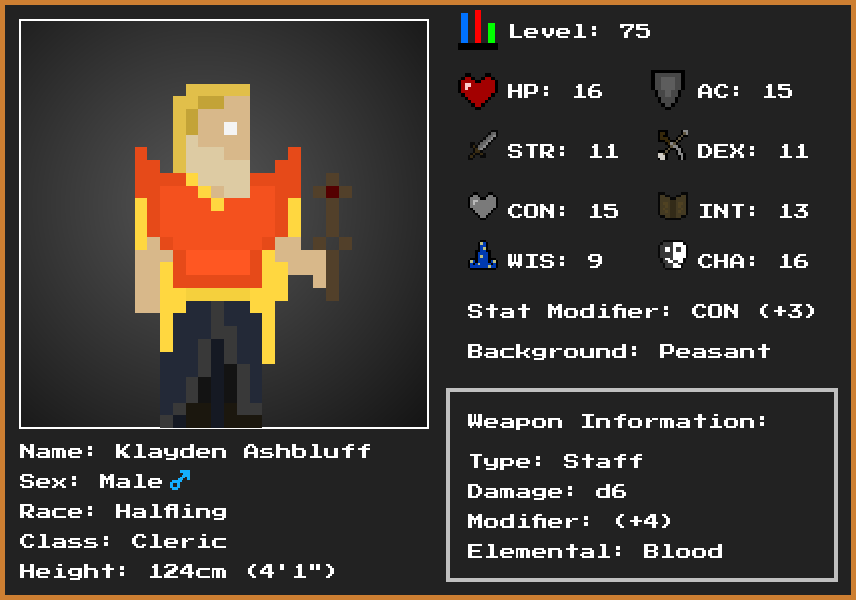 Level: 75
HP: 16
AC: 15
STR: 11
DEX: 11
CON: 15
INT: 13
WIS: 9
CHA: 16
Stat Modifier: CON (+3)
Background: Peasant
Weapon Information:
Type: Staff
Damage: d6
Modifier: (+4)
Elemental: Blood
Name: Klayden Ashbluff
Sex: Male ♂
Race: Halfling
Class: Cleric
Height: 124cm (4'1")